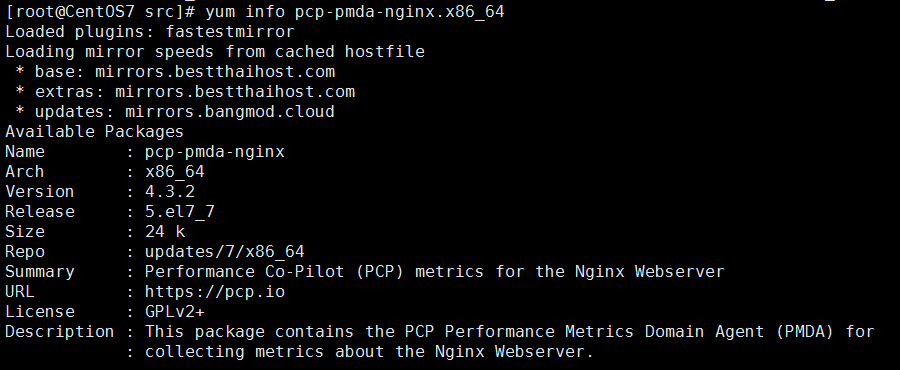 [root@CentOS7 src]# yum info pcp-pmda-nginx.x86_64
Loaded plugins: fastestmirror
Loading mirror speeds from cached hostfile
 * base: mirrors.bestthaihost.com
 * extras: mirrors.bestthaihost.com
 * updates: mirrors.bangmod.cloud
Available Packages
Name        : pcp-pmda-nginx
Arch        : x86_64
Version     : 4.3.2
Release     : 5.el7_7
Size        : 24 k
Repo        : updates/7/x86_64
Summary     : Performance Co-Pilot (PCP) metrics for the Nginx Webserver
URL         : https://pcp.io
License     : GPLv2+
Description : This package contains the PCP Performance Metrics Domain Agent (PMDA) for
            : collecting metrics about the Nginx Webserver.